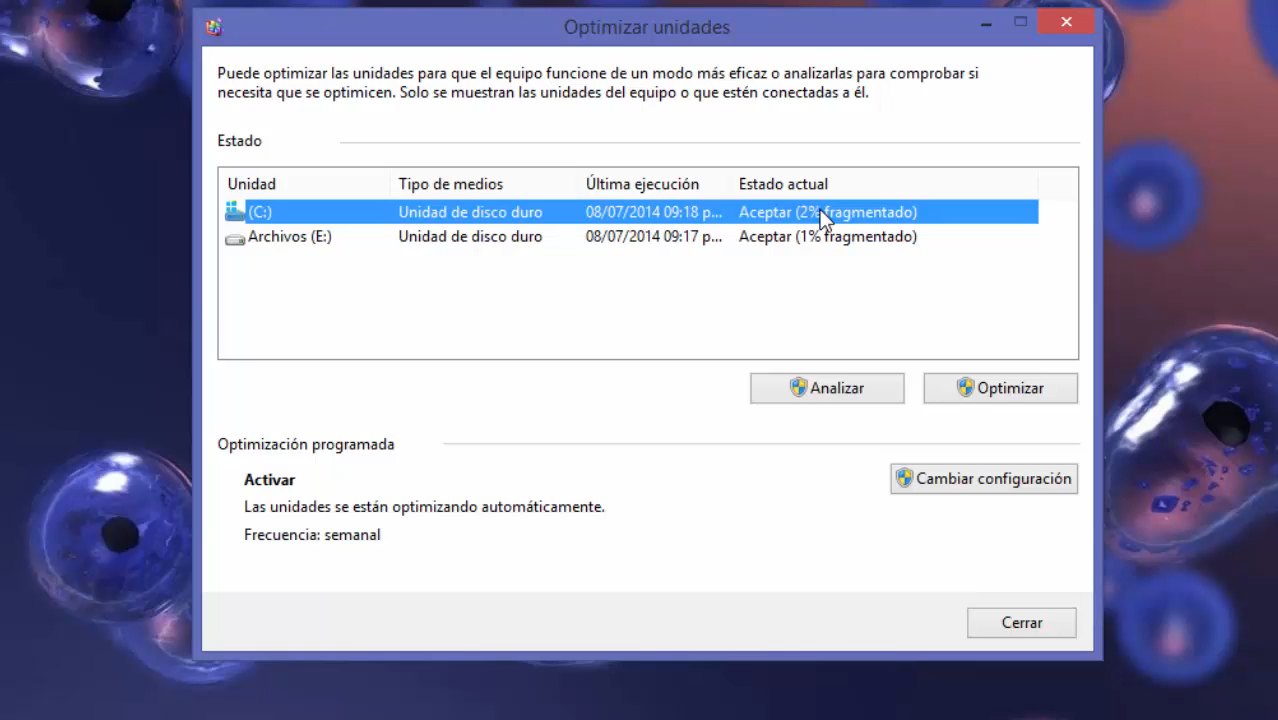 Optimizar unidades
Puede optimizar las unidades para que el equipo funcione de un modo más eficaz o analizarlas para comprobar si
necesita que se optimicen. Solo se muestran las unidades del equipo o que estén conectadas a él.
Estado
Unidad Tipo de medios Última ejecución Estado actual
(C:) Unidad de disco duro 08/07/2014 09:18 p... Aceptar (2% fragmentado)
Archivos (E:) Unidad de disco duro 08/07/2014 09:17 p... Aceptar (1% fragmentado)
Analizar Optimizar
Optimización programada
Activar
Cambiar configuración
Las unidades se están optimizando automáticamente.
Frecuencia: semanal
Cerrar